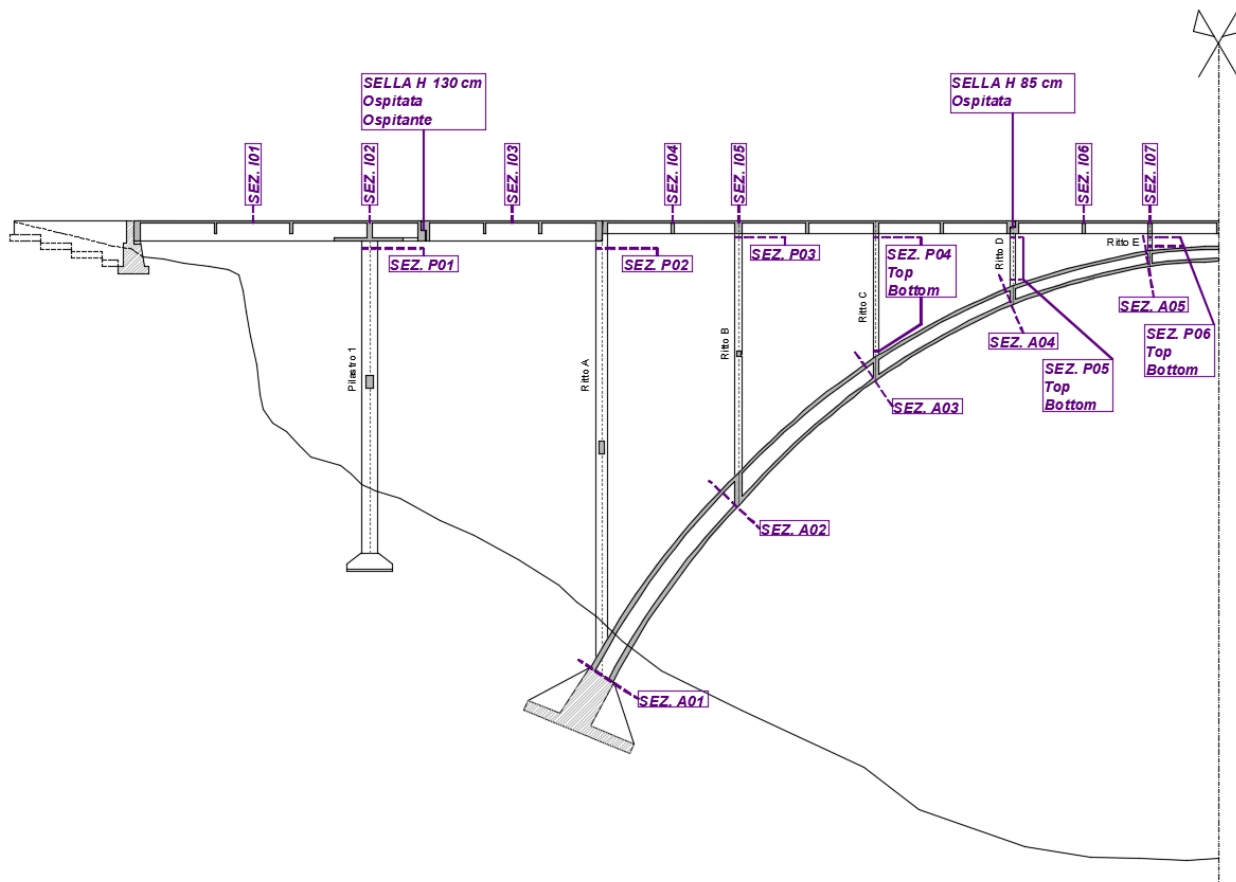 SELLA H 130 cm
Ospitata
Ospitante
SELLA H 85 cm
Ospitata
SEZ. I01
SEZ. I02
SEZ. I03
SEZ. I04
SEZ. I05
SEZ. I06
SEZ. I07
SEZ. P01
SEZ. P02
SEZ. P03
SEZ. P04
Top
Bottom
Ritto D
Ritto E
SEZ. A05
SEZ. P06
Top
Bottom
SEZ. A04
SEZ. P05
Top
Bottom
Ritto C
Ritto B
Ritto A
Pilastro 1
SEZ. A03
SEZ. A02
SEZ. A01